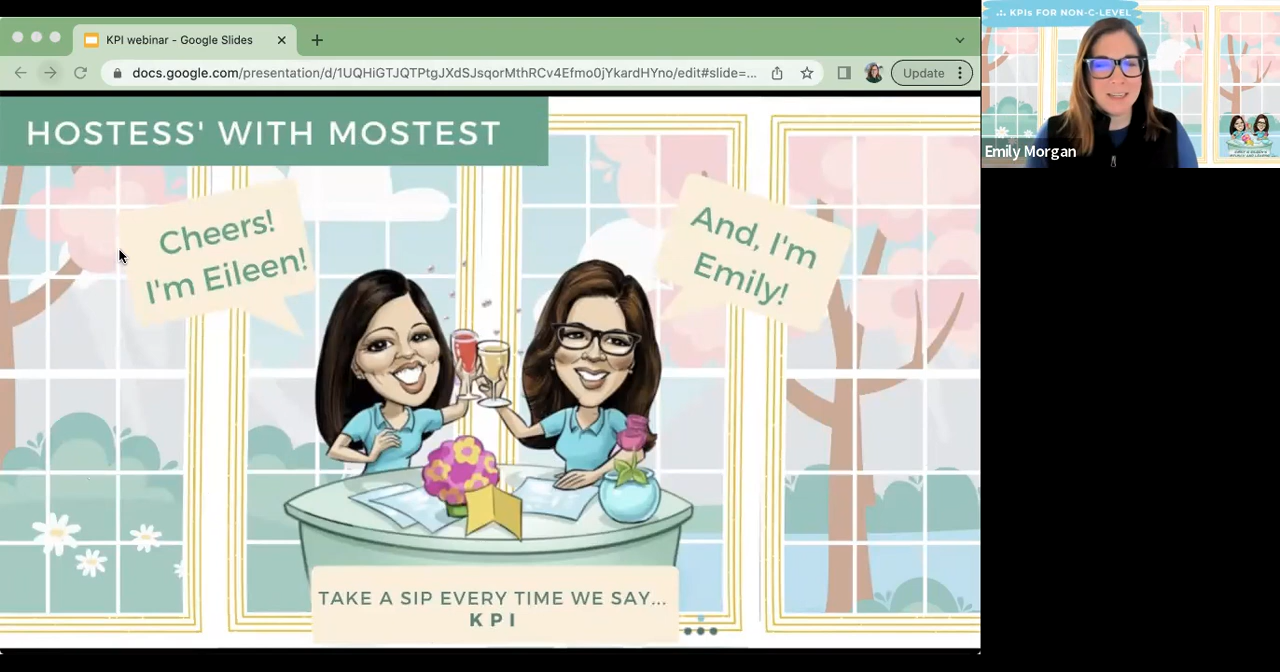 KPI webinar - Google Slides
docs.google.com/presentation/d/1UQHiGTJQTPtgJXdSJsqorMthRCv4Efmo0jYkardHYno/edit#slide=...
Update
HOSTESS' WITH MOSTEST
Cheers!
I'm Eileen!
And, I'm
Emily!
TAKE A SIP EVERY TIME WE SAY...
KPI
KPIs FOR NON-C-LEVEL
Emily Morgan